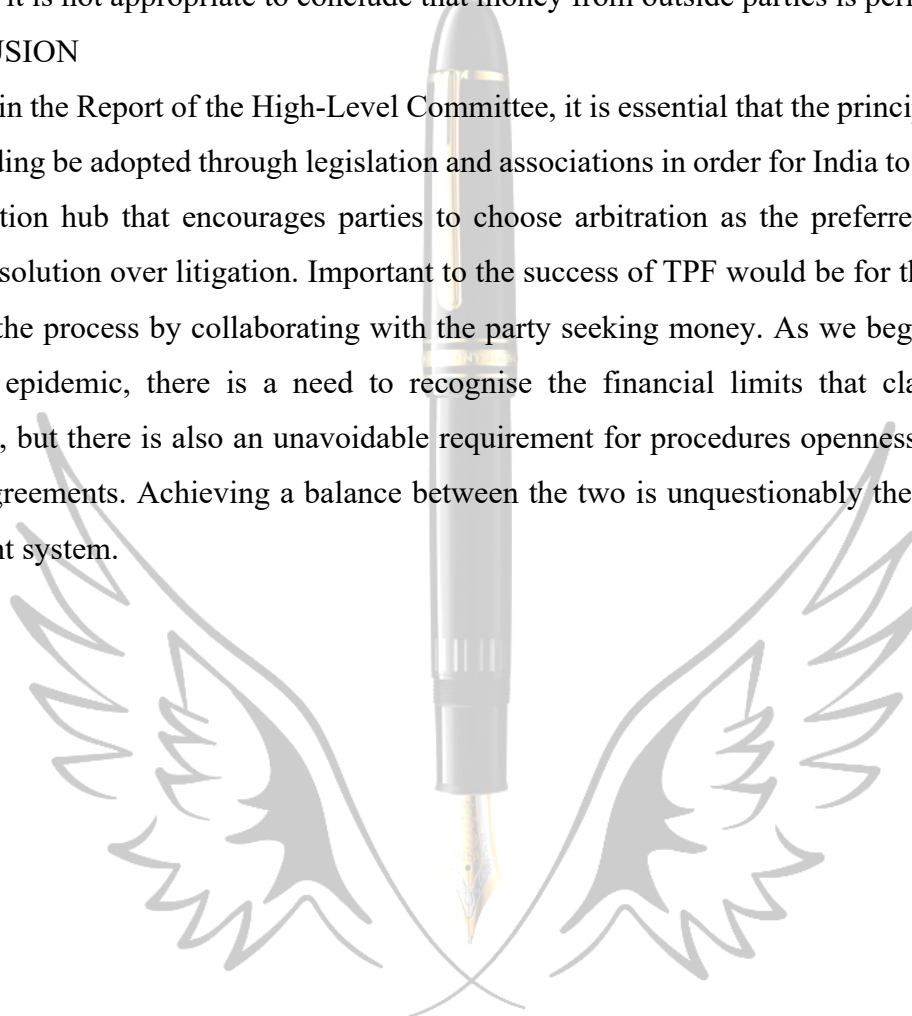 it is not appropriate to conclude that money from outside parties is per
USION
in the Report of the High-Level Committee, it is essential that the princi
ding be adopted through legislation and associations in order for India to
tion hub that encourages parties to choose arbitration as the preferre
solution over litigation. Important to the success of TPF would be for th
the process by collaborating with the party seeking money. As we beg
epidemic, there is a need to recognise the financial limits that cla
, but there is also an unavoidable requirement for procedures openness
greements. Achieving a balance between the two is unquestionably the
nt system.